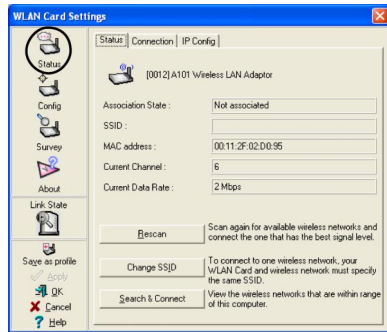 WLAN Card Settings
Status
Config
Survey
About
Link State
Save as profile
Apply
OK
Cancel
Help
Status Connection IP Config
[0012] A101 Wireless LAN Adaptor
Association State : Not associated
SSID :
MAC address : 00:11:2F:02:D0:95
Current Channel : 6
Current Data Rate : 2 Mbps
Rescan
Scan again for available wireless networks and
connect the one that has the best signal level.
Change SSID
To connect to one wireless network, your
WLAN Card and wireless network must specify
the same SSID.
Search & Connect
View the wireless networks that are within range
of this computer.